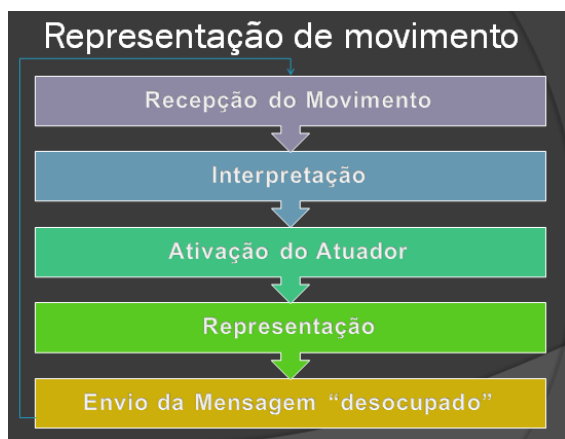 Representação de movimento
Recepção do Movimento
Interpretação
Ativação do Atuador
Representação
Envio da Mensagem “desocupado”